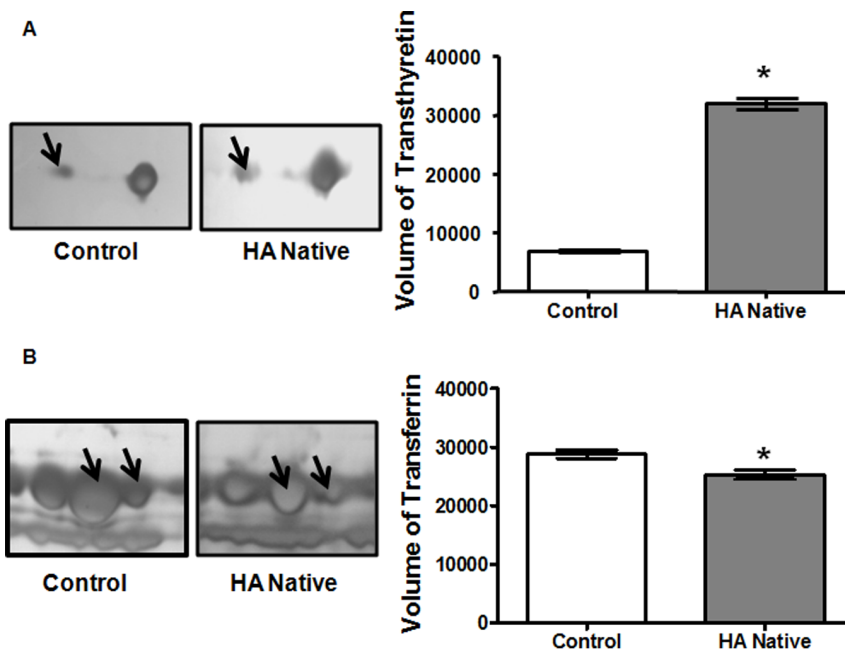 A
Control
HA Native
Volume of Transthyretin
40000
30000
20000
10000
0
Control
HA Native
*
B
Control
HA Native
Volume of Transferrin
40000
30000
20000
10000
0
Control
HA Native
*